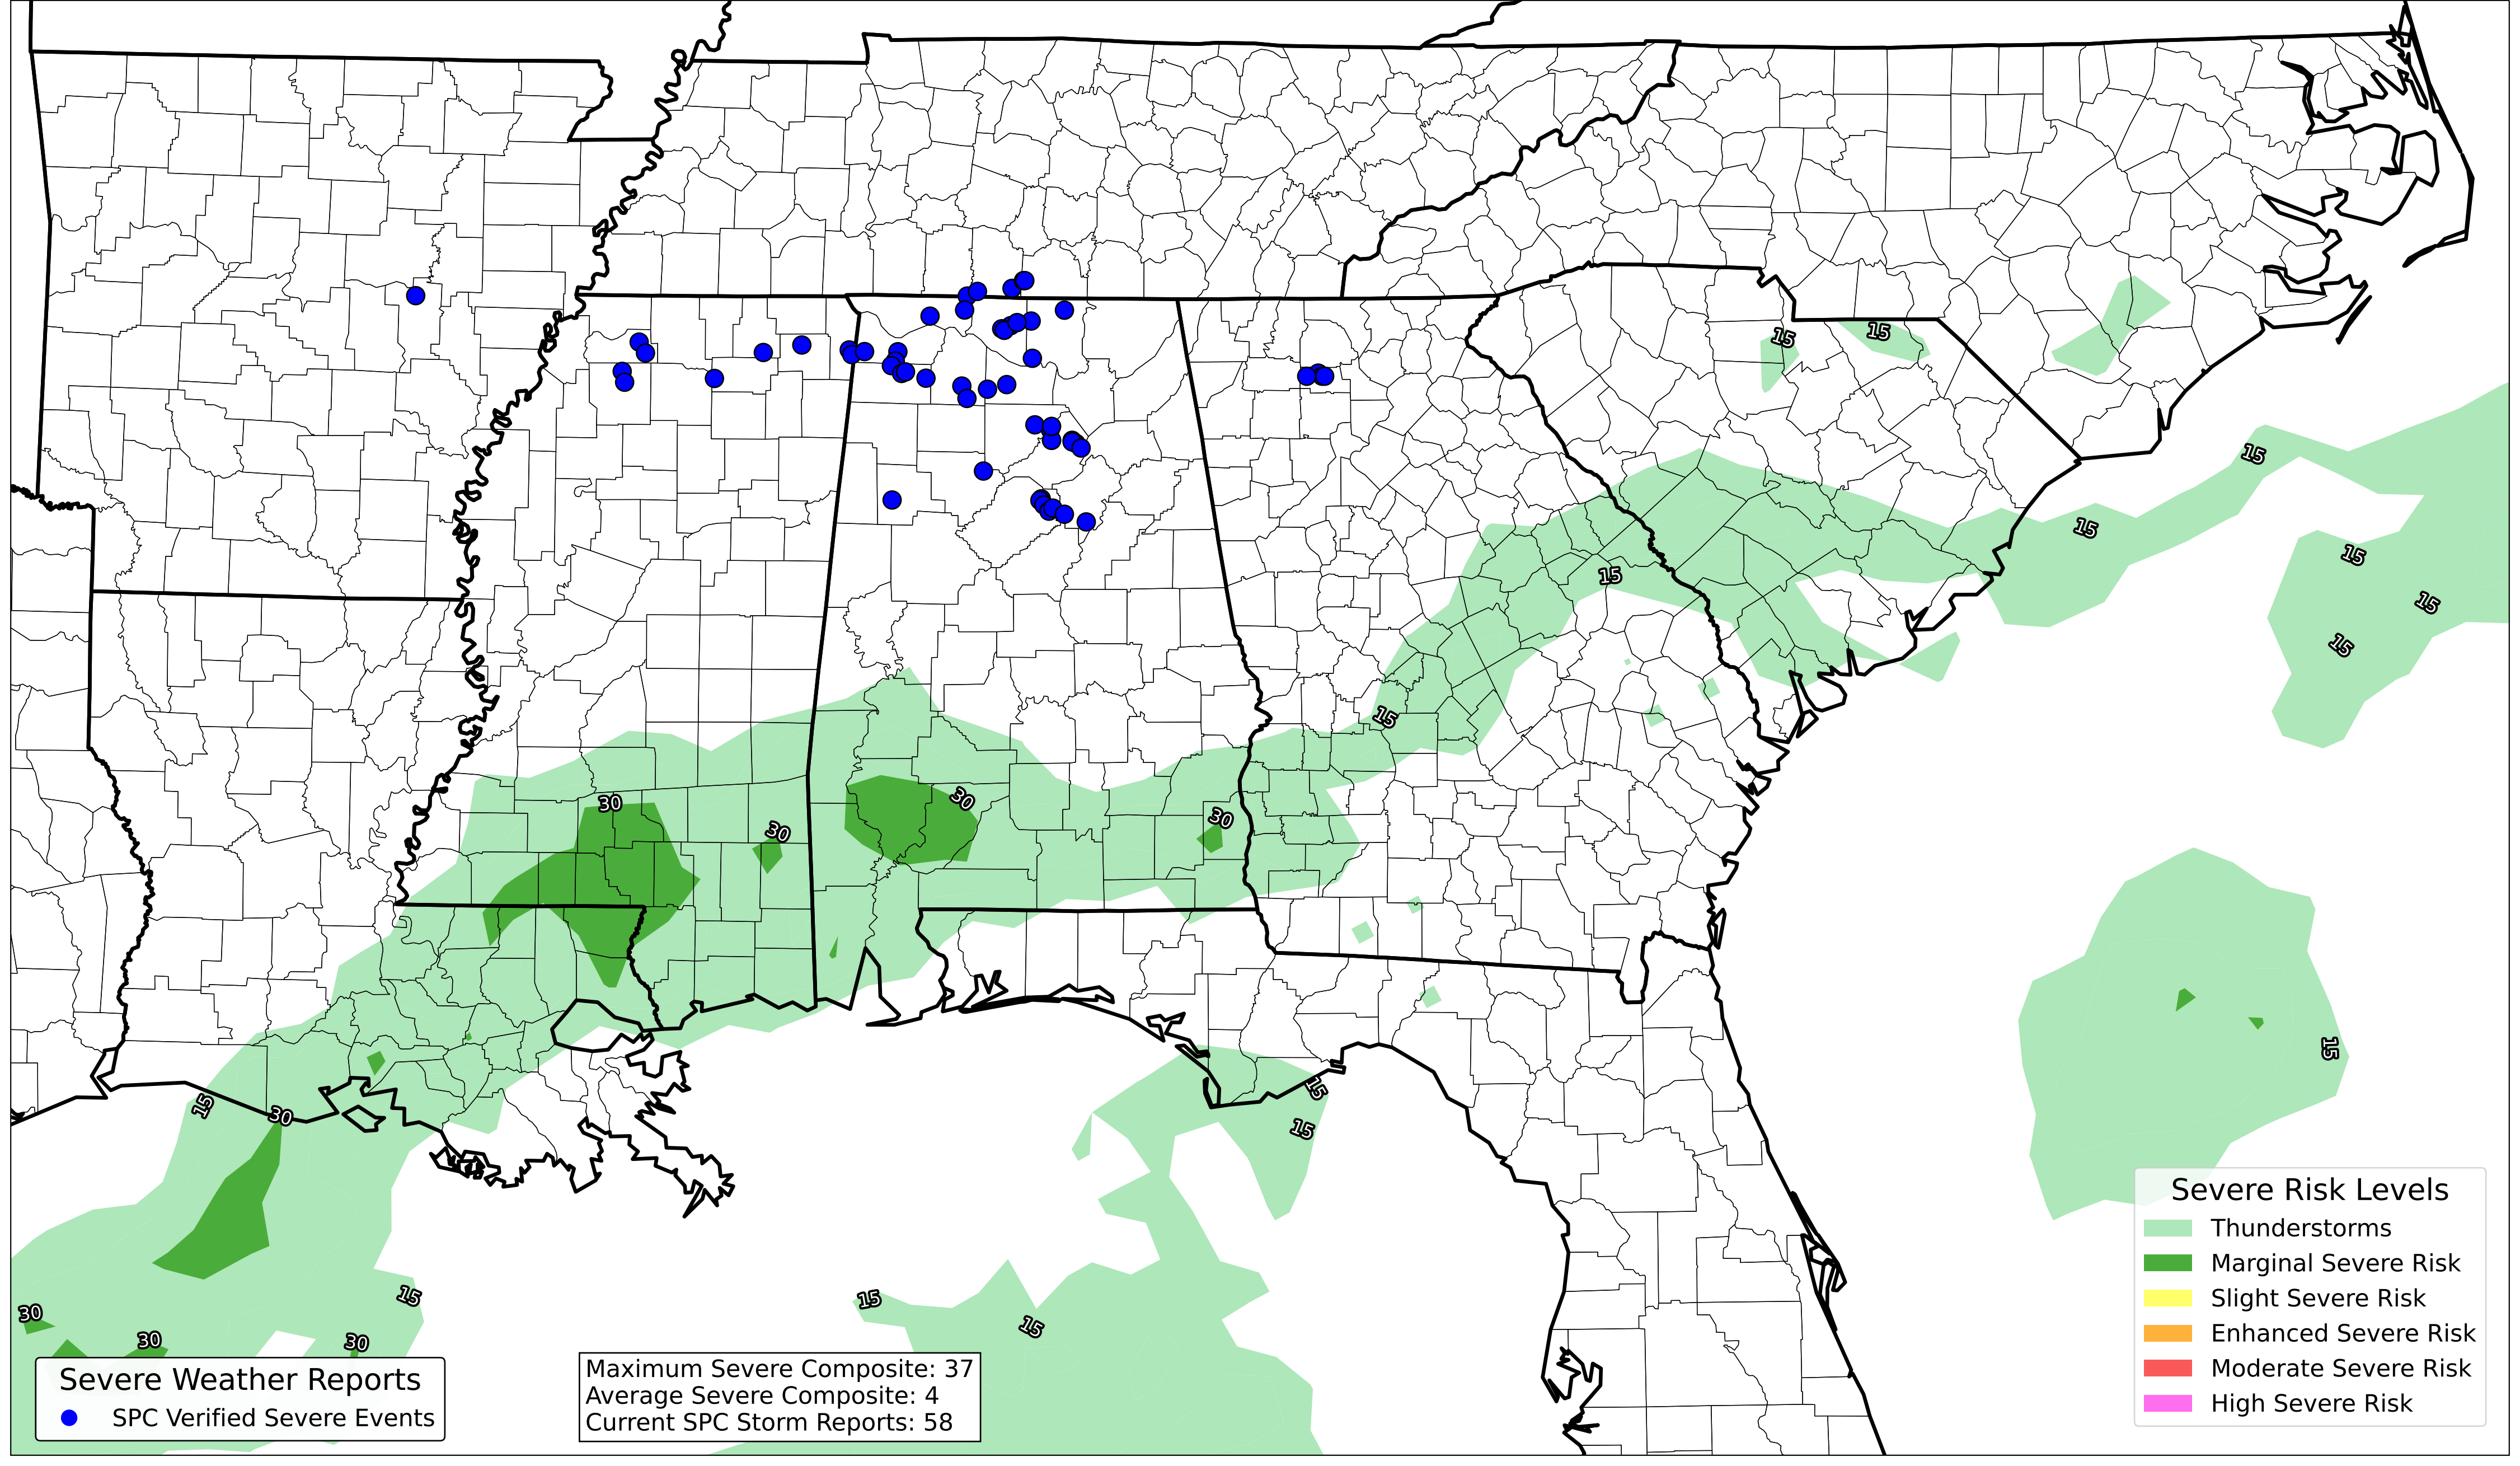 15
15
15
15
15
15
15
15
15
15
30
30
30
30
15
15
30
15
15
15
30
15
15
30
30
Severe Weather Reports
SPC Verified Severe Events
Maximum Severe Composite: 37
Average Severe Composite: 4
Current SPC Storm Reports: 58
Severe Risk Levels
Thunderstorms
Marginal Severe Risk
Slight Severe Risk
Enhanced Severe Risk
Moderate Severe Risk
High Severe Risk